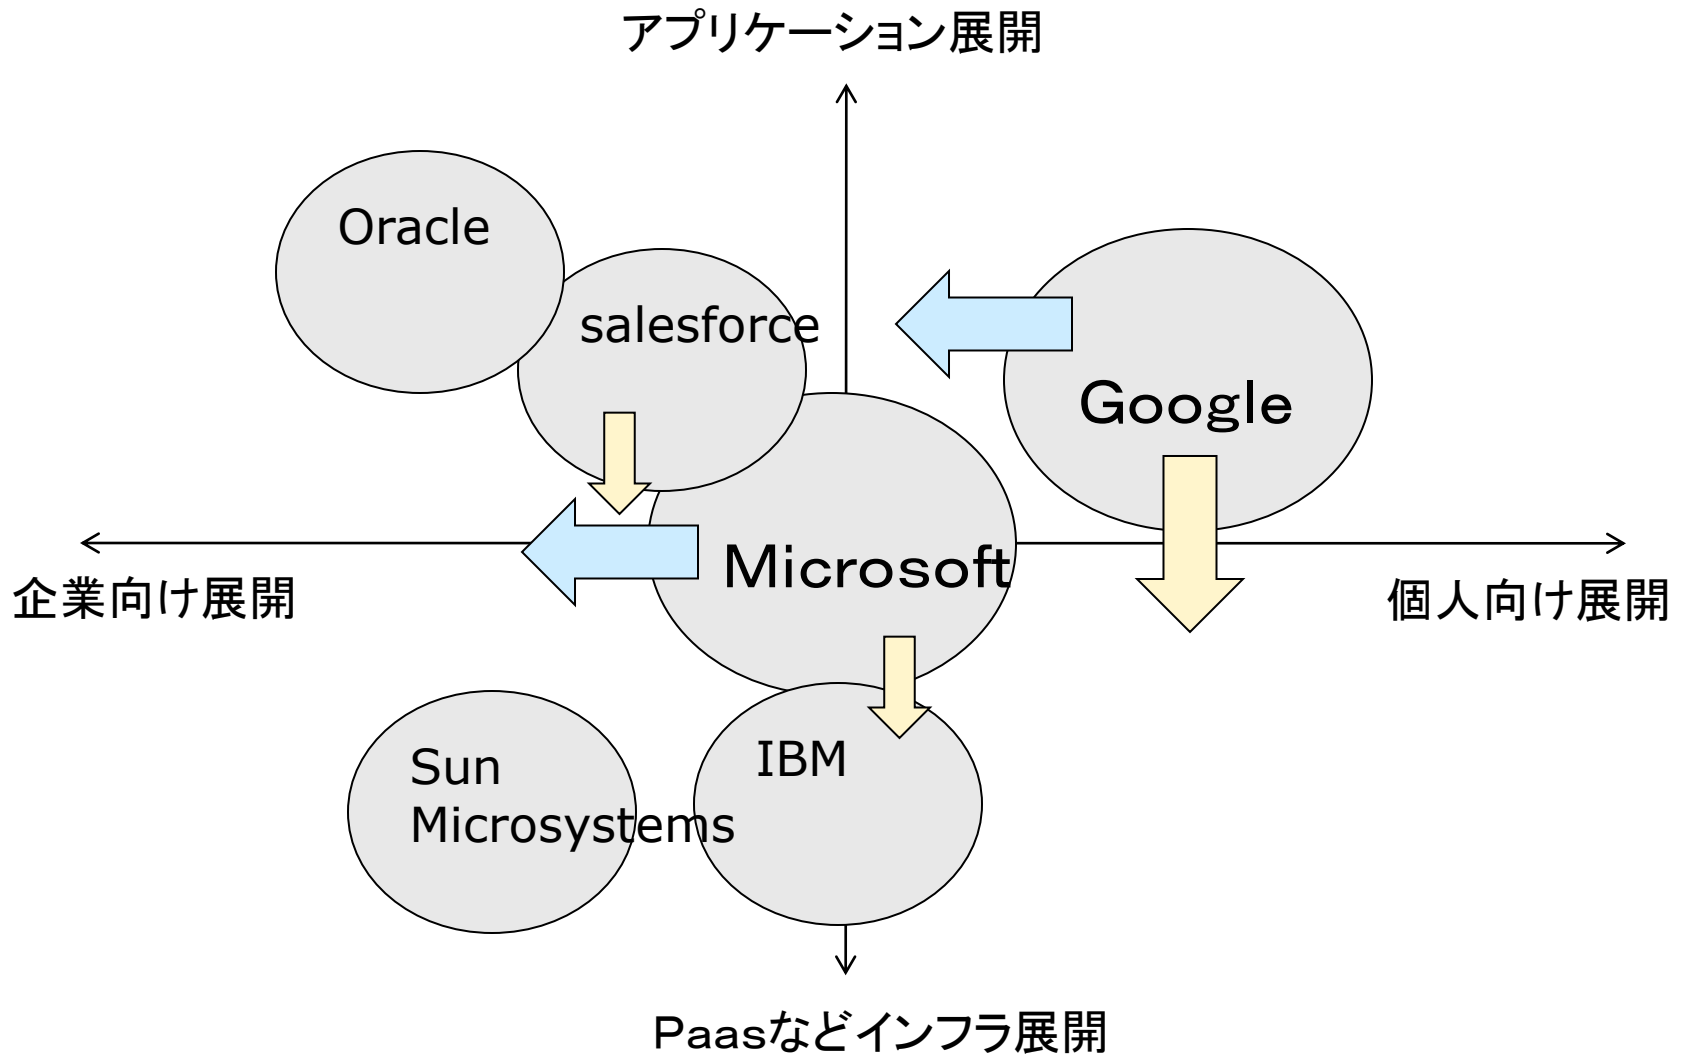 アプリケーション展開
Oracle
salesforce
Google
Microsoft
企業向け展開
個人向け展開
Sun
Microsystems
IBM
Paasなどインフラ展開